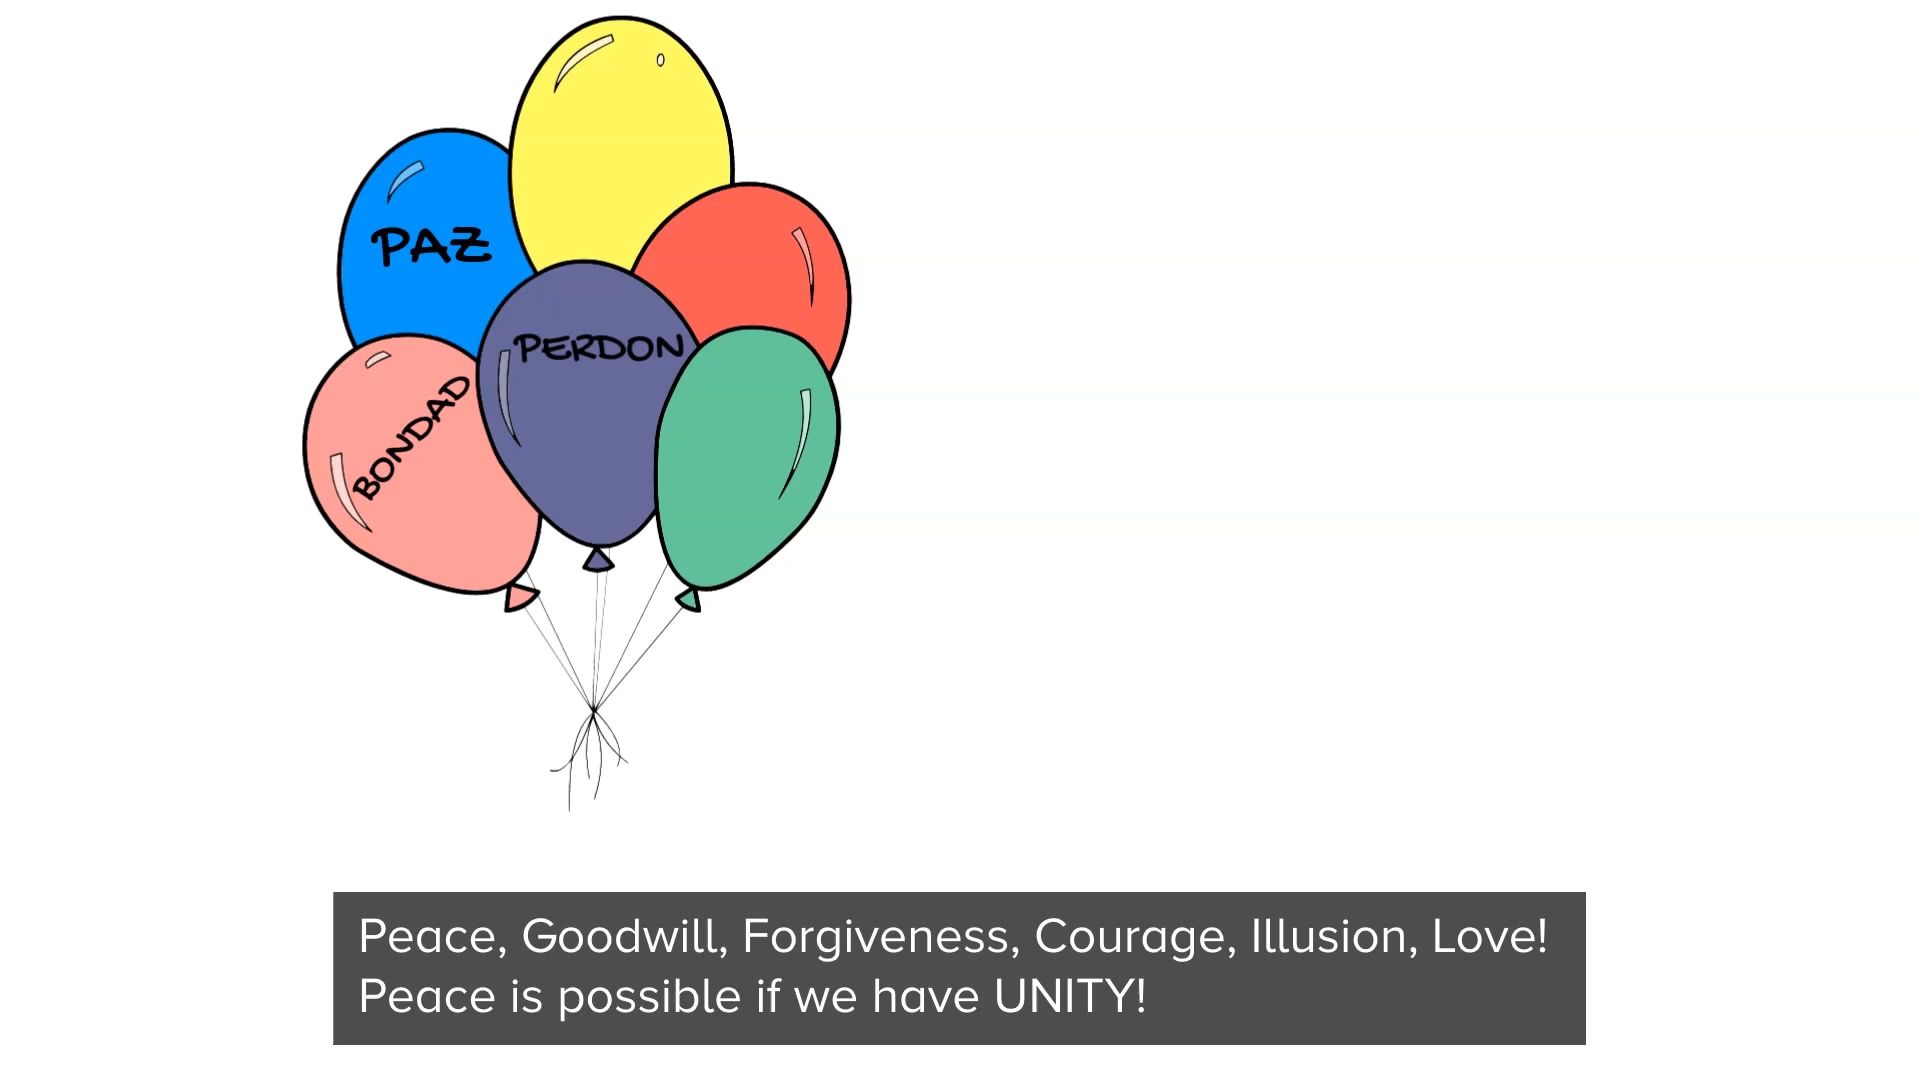 PAZ
PERDON
BONDAD
Peace, Goodwill, Forgiveness, Courage, Illusion, Love!
Peace is possible if we have UNITY!